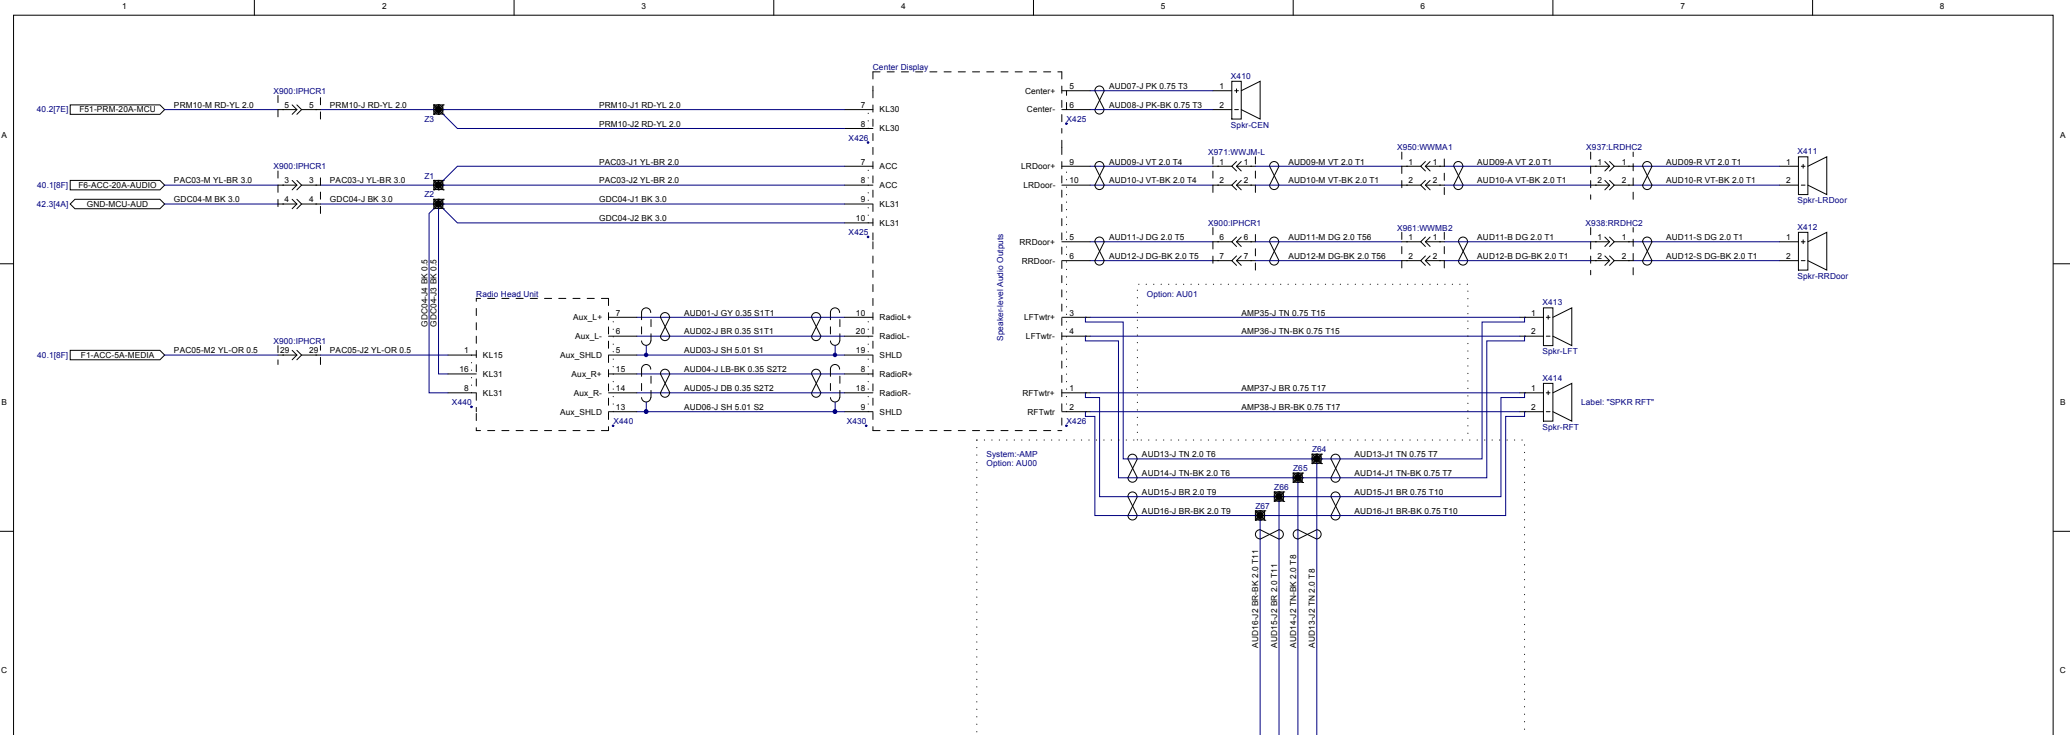 1 2 3 4 5 6 7 8
A A
B B
C C
40.2[7E] F51-PRM-20A-MCU PRM10-M RD-YL 2.0
X900:IPHCR1
5 5 PRM10-J RD-YL 2.0
Z3
PRM10-J1 RD-YL 2.0 7 KL30
PRM10-J2 RD-YL 2.0 8 KL30
X426
40.1[8F] F6-ACC-20A-AUDIO PAC03-M YL-BR 3.0
X900:IPHCR1
3 3 PAC03-J YL-BR 3.0
Z1
PAC03-J1 YL-BR 2.0 7 ACC
PAC03-J2 YL-BR 2.0 8 ACC
42.3[4A] GND-MCU-AUD GDC04-M BK 3.0 4 4 GDC04-J BK 3.0
Z2
GDC04-J1 BK 3.0 9 KL31
GDC04-J2 BK 3.0 10 KL31
X425
GDC04-J4 BK 0.5
GDC04-J3 BK 0.5
40.1[8F] F1-ACC-5A-MEDIA PAC05-M2 YL-OR 0.5
X900:IPHCR1
29 29 PAC05-J2 YL-OR 0.5
Radio Head Unit
1 KL15
16 KL31
8 KL31
X440
Aux_L+ 7 AUD01-J GY 0.35 S1T1 10 RadioL+
Aux_L- 6 AUD02-J BR 0.35 S1T1 20 RadioL-
Aux_SHLD 5 AUD03-J SH 5.01 S1 19 SHLD
Aux_R+ 15 AUD04-J LB-BK 0.35 S2T2 8 RadioR+
Aux_R- 14 AUD05-J DB 0.35 S2T2 18 RadioR-
Aux_SHLD 13 AUD06-J SH 5.01 S2 9 SHLD
X440 X430
Center Display
Speaker-level Audio Outputs
Center+ 5 AUD07-J PK 0.75 T3 1 +
Center- 6 AUD08-J PK-BK 0.75 T3 2 −
X425
X410
Spkr-CEN
X971:WWJM-L X950:WWMA1 X937:LRDHC2 X411
LRDoor+ 9 AUD09-J VT 2.0 T4 1 1 AUD09-M VT 2.0 T1 1 1 AUD09-A VT 2.0 T1 1 1 AUD09-R VT 2.0 T1 1 +
LRDoor- 10 AUD10-J VT-BK 2.0 T4 2 2 AUD10-M VT-BK 2.0 T1 2 2 AUD10-A VT-BK 2.0 T1 2 2 AUD10-R VT-BK 2.0 T1 2 −
Spkr-LRDoor
X900:IPHCR1 X961:WWMB2 X938:RRDHC2 X412
RRDoor+ 5 AUD11-J DG 2.0 T5 6 6 AUD11-M DG 2.0 T56 1 1 AUD11-B DG 2.0 T1 1 1 AUD11-S DG 2.0 T1 1 +
RRDoor- 6 AUD12-J DG-BK 2.0 T5 7 7 AUD12-M DG-BK 2.0 T56 2 2 AUD12-B DG-BK 2.0 T1 2 2 AUD12-S DG-BK 2.0 T1 2 −
Spkr-RRDoor
Option: AU01
LFTwtr+ 3 AMP35-J TN 0.75 T15 1 +
LFTwtr- 4 AMP36-J TN-BK 0.75 T15 2 −
X413
Spkr-LFT
RFTwtr+ 1 AMP37-J BR 0.75 T17 1 +
RFTwtr 2 AMP38-J BR-BK 0.75 T17 2 −
X426
X414
Spkr-RFT
Label: "SPKR RFT"
System:-AMP
Option: AU00
AUD13-J TN 2.0 T6 Z64 AUD13-J1 TN 0.75 T7
AUD14-J TN-BK 2.0 T6 Z65 AUD14-J1 TN-BK 0.75 T7
AUD15-J BR 2.0 T9 Z66 AUD15-J1 BR 0.75 T10
AUD16-J BR-BK 2.0 T9 Z67 AUD16-J1 BR-BK 0.75 T10
AUD16-J2 BR-BK 2.0 T11
AUD15-J2 BR 2.0 T11
AUD14-J2 TN-BK 2.0 T8
AUD13-J2 TN 2.0 T8